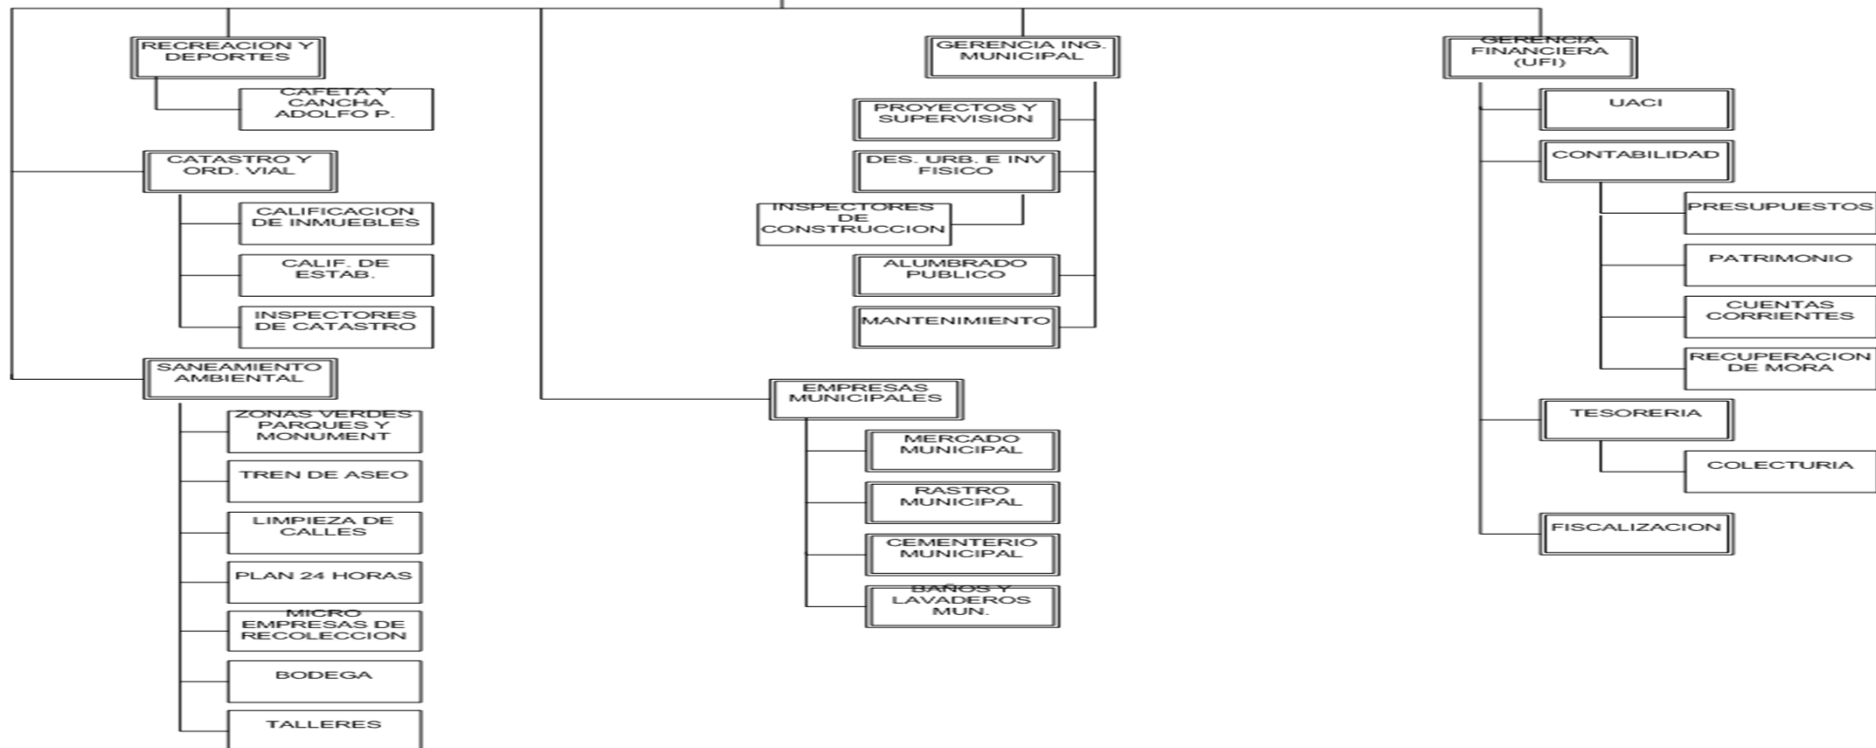 RECREACION Y
DEPORTES
CAFETA Y
CANCHA
ADOLFO P.
CATASTRO Y
ORD. VIAL
CALIFICACION
DE INMUEBLES
CALIF. DE
ESTAB.
INSPECTORES
DE CATASTRO
SANEAMIENTO
AMBIENTAL
ZONAS VERDES
PARQUES Y
MONUMENT
TREN DE ASEO
LIMPIEZA DE
CALLES
PLAN 24 HORAS
MICRO
EMPRESAS DE
RECOLECCION
BODEGA
TALLERES
GERENCIA ING.
MUNICIPAL
PROYECTOS Y
SUPERVISION
DES. URB. E INV
FISICO
INSPECTORES
DE
CONSTRUCCION
ALUMBRADO
PUBLICO
MANTENIMIENTO
EMPRESAS
MUNICIPALES
MERCADO
MUNICIPAL
RASTRO
MUNICIPAL
CEMENTERIO
MUNICIPAL
BAÑOS Y
LAVADEROS
MUN.
GERENCIA
FINANCIERA
(UFI)
UACI
CONTABILIDAD
PRESUPUESTOS
PATRIMONIO
CUENTAS
CORRIENTES
RECUPERACION
DE MORA
TESORERIA
COLECTURIA
FISCALIZACION